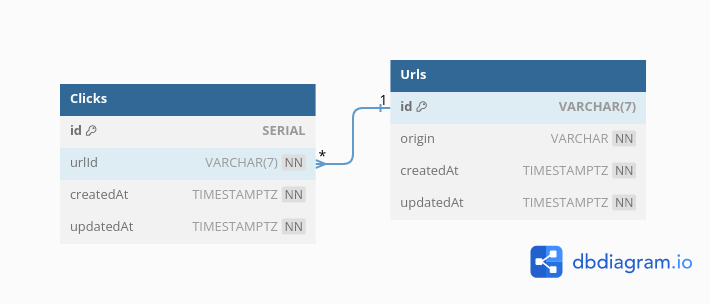 Clicks
id SERIAL
urlId VARCHAR(7) NN
createdAt TIMESTAMPTZ NN
updatedAt TIMESTAMPTZ NN
*
1
Urls
id VARCHAR(7)
origin VARCHAR NN
createdAt TIMESTAMPTZ NN
updatedAt TIMESTAMPTZ NN
dbdiagram.io